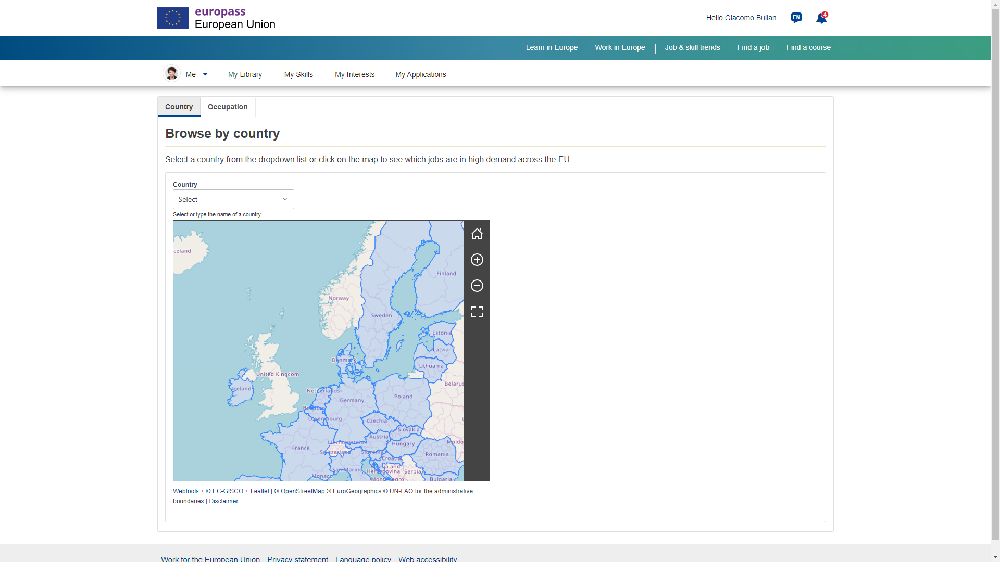 europass
European Union
Hello Giacomo Bulian
EN
4
Learn in Europe
Work in Europe
Job & skill trends
Find a job
Find a course
Me
My Library
My Skills
My Interests
My Applications
Country
Occupation
Browse by country
Select a country from the dropdown list or click on the map to see which jobs are in high demand across the EU.
Country
Select
Select or type the name of a country
celand
Finland
Norway
Sweden
Estonia
Latvia
Denmark
Lithuania
United Kingdom
Belarus
Ireland
Netherlands
Poland
Germany
Belgium
Luxembourg
Czechia
Slovakia
Austria
Liechtenstein
Hungary
Moldo
France
Switzerland
Slovenia
Romania
Croatia
San Marino
Bosnia and
Herzegovina
Serbia
Monaco
Montenegro
Bulgaria
Webtools + © EC-GISCO + Leaflet | © OpenStreetMap © EuroGeographics © UN-FAO for the administrative
boundaries | Disclaimer
Work for the European Union
Privacy statement
Language policy
Web accessibility